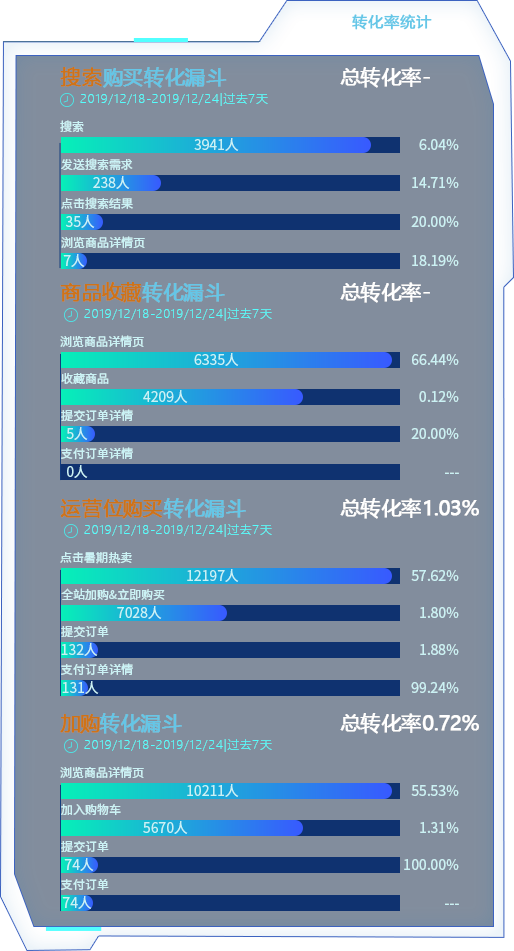 转化率统计
搜索购买转化漏斗 总转化率-
2019/12/18-2019/12/24|过去7天
搜索
3941人 6.04%
发送搜索需求
238人 14.71%
点击搜索结果
35人 20.00%
浏览商品详情页
7人 18.19%
商品收藏转化漏斗 总转化率-
2019/12/18-2019/12/24|过去7天
浏览商品详情页
6335人 66.44%
收藏商品
4209人 0.12%
提交订单详情
5人 20.00%
支付订单详情
0人 ---
运营位购买转化漏斗 总转化率1.03%
2019/12/18-2019/12/24|过去7天
点击暑期热卖
12197人 57.62%
全站加购&立即购买
7028人 1.80%
提交订单
132人 1.88%
支付订单详情
131人 99.24%
加购转化漏斗 总转化率0.72%
2019/12/18-2019/12/24|过去7天
浏览商品详情页
10211人 55.53%
加入购物车
5670人 1.31%
提交订单
74人 100.00%
支付订单
74人 ---